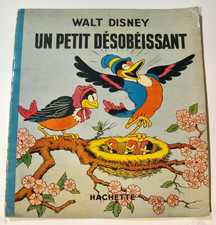 WALT DISNEY
UN PETIT DÉSOBÉISSANT
HACHETTE